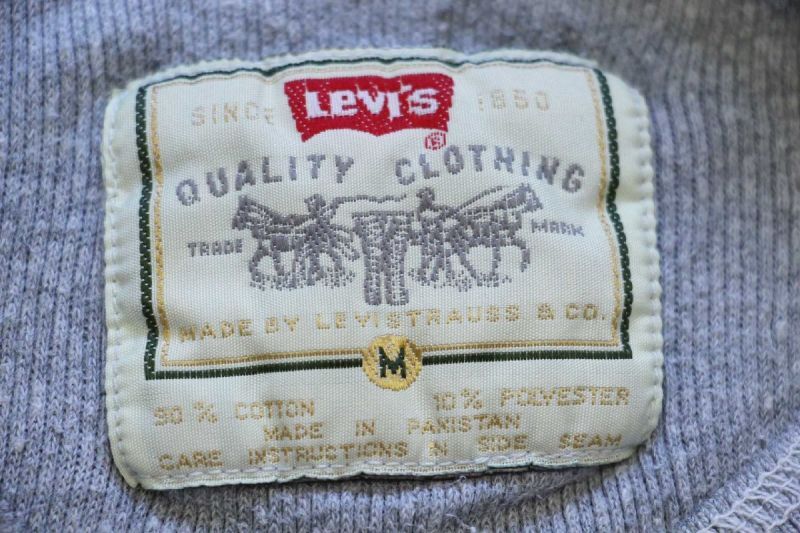 SINCE 1850
Levi's
QUALITY CLOTHING
TRADE MARK
MADE BY LEVI STRAUSS & CO.
M
90% COTTON 10% POLYESTER
MADE IN PAKISTAN
CARE INSTRUCTIONS IN SIDE SEAM